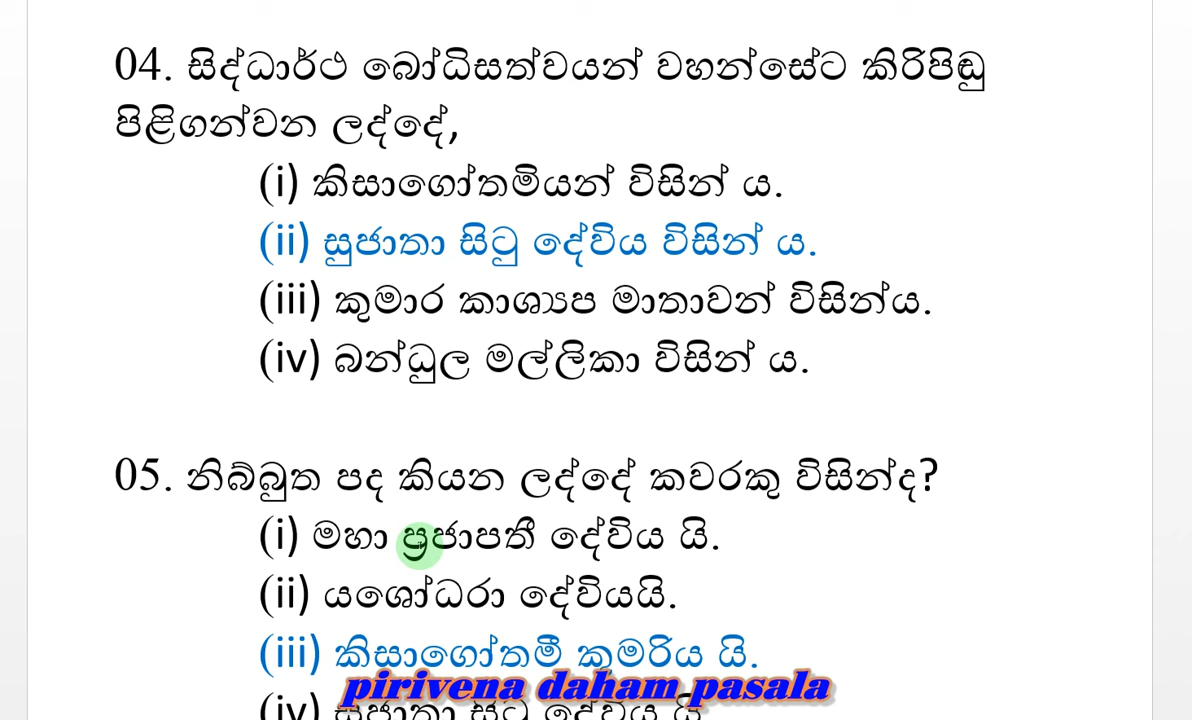 04. සිද්ධාර්ථ බෝධිසත්වයන් වහන්සේට කිරිපිඬු
පිළිගන්වන ලද්දේ,
(i) කිසාගෝතමියන් විසින් ය.
(ii) සුජාතා සිටු දේවිය විසින් ය.
(iii) කුමාර කාශ්‍යප මාතාවන් විසින්ය.
(iv) බන්ධුල මල්ලිකා විසින් ය.
05. නිබ්බුත පද කියන ලද්දේ කවරකු විසින්ද?
(i) මහා ප්‍රජාපතී දේවිය යි.
(ii) යශෝධරා දේවියයි.
(iii) කිසාගෝතමී කුමරිය යි.
pirivena daham pasala
(iv) සුජාතා සිටු දේවිය යි